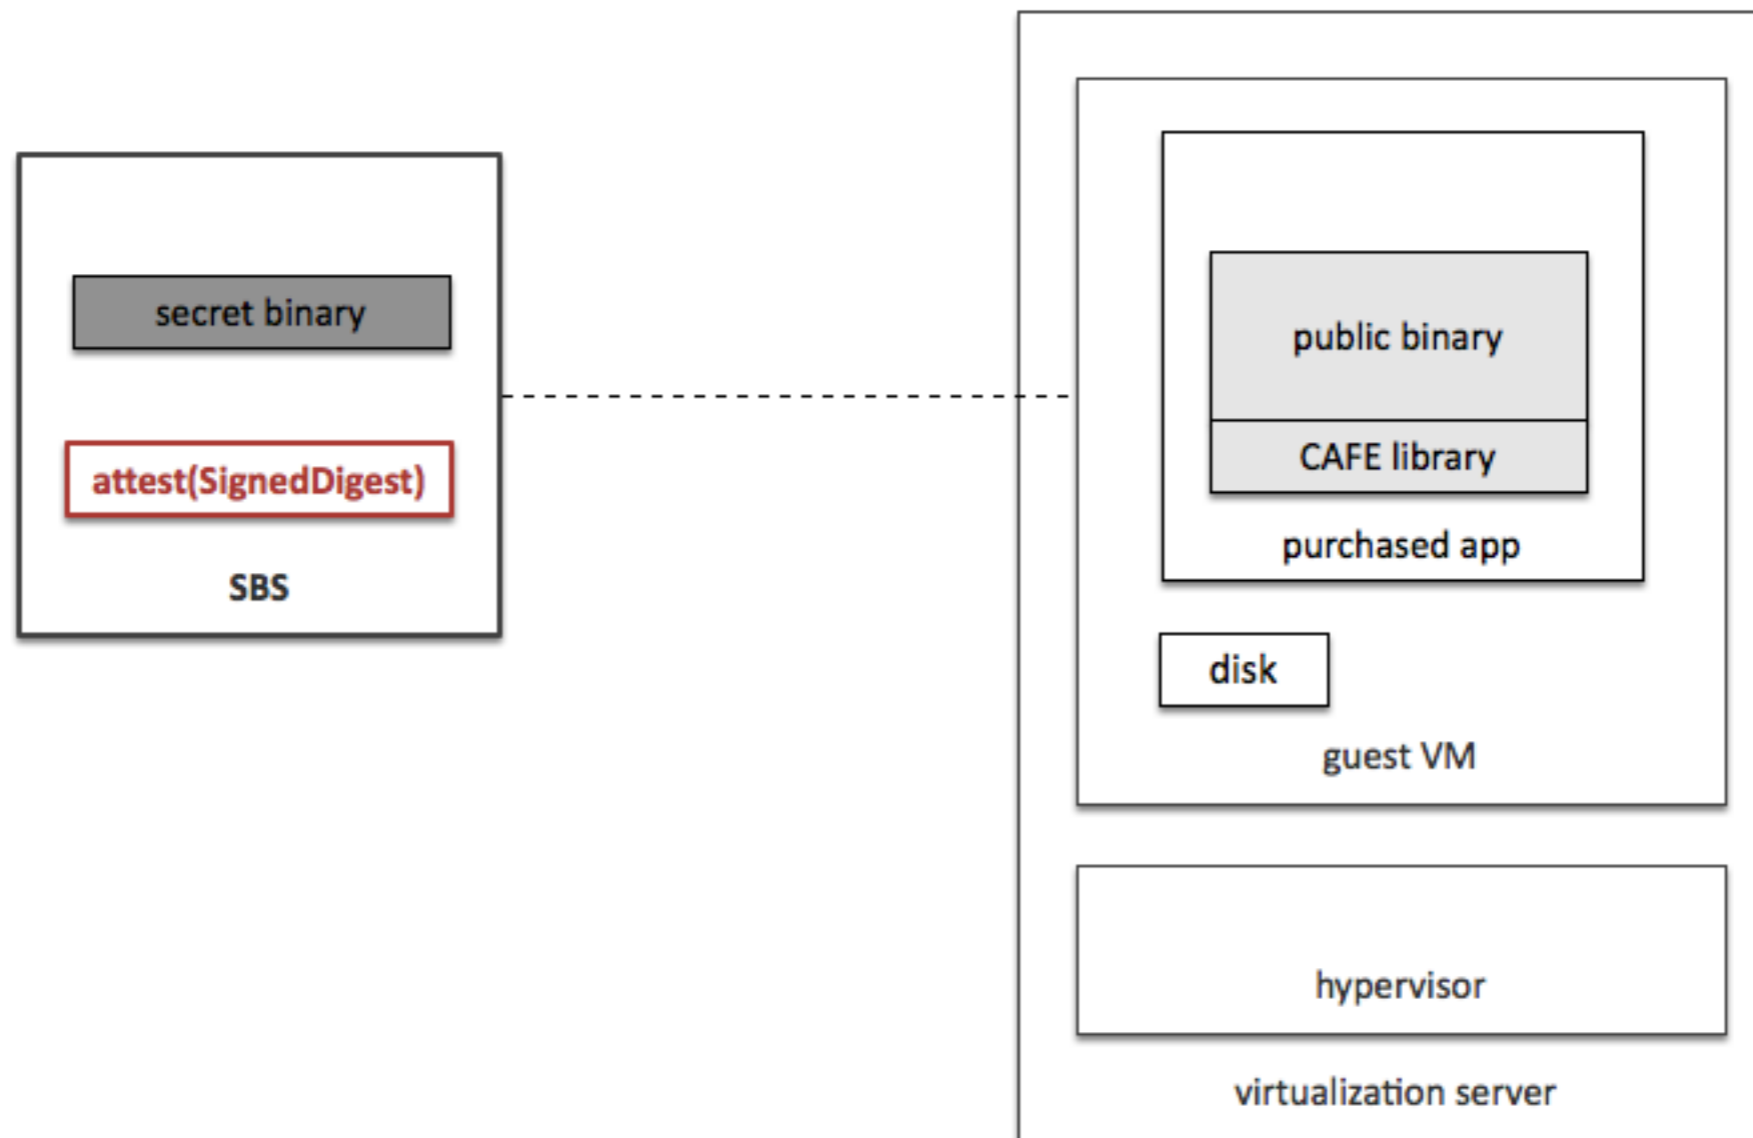 secret binary
attest(SignedDigest)
SBS
public binary
CAFE library
purchased app
disk
guest VM
hypervisor
virtualization server